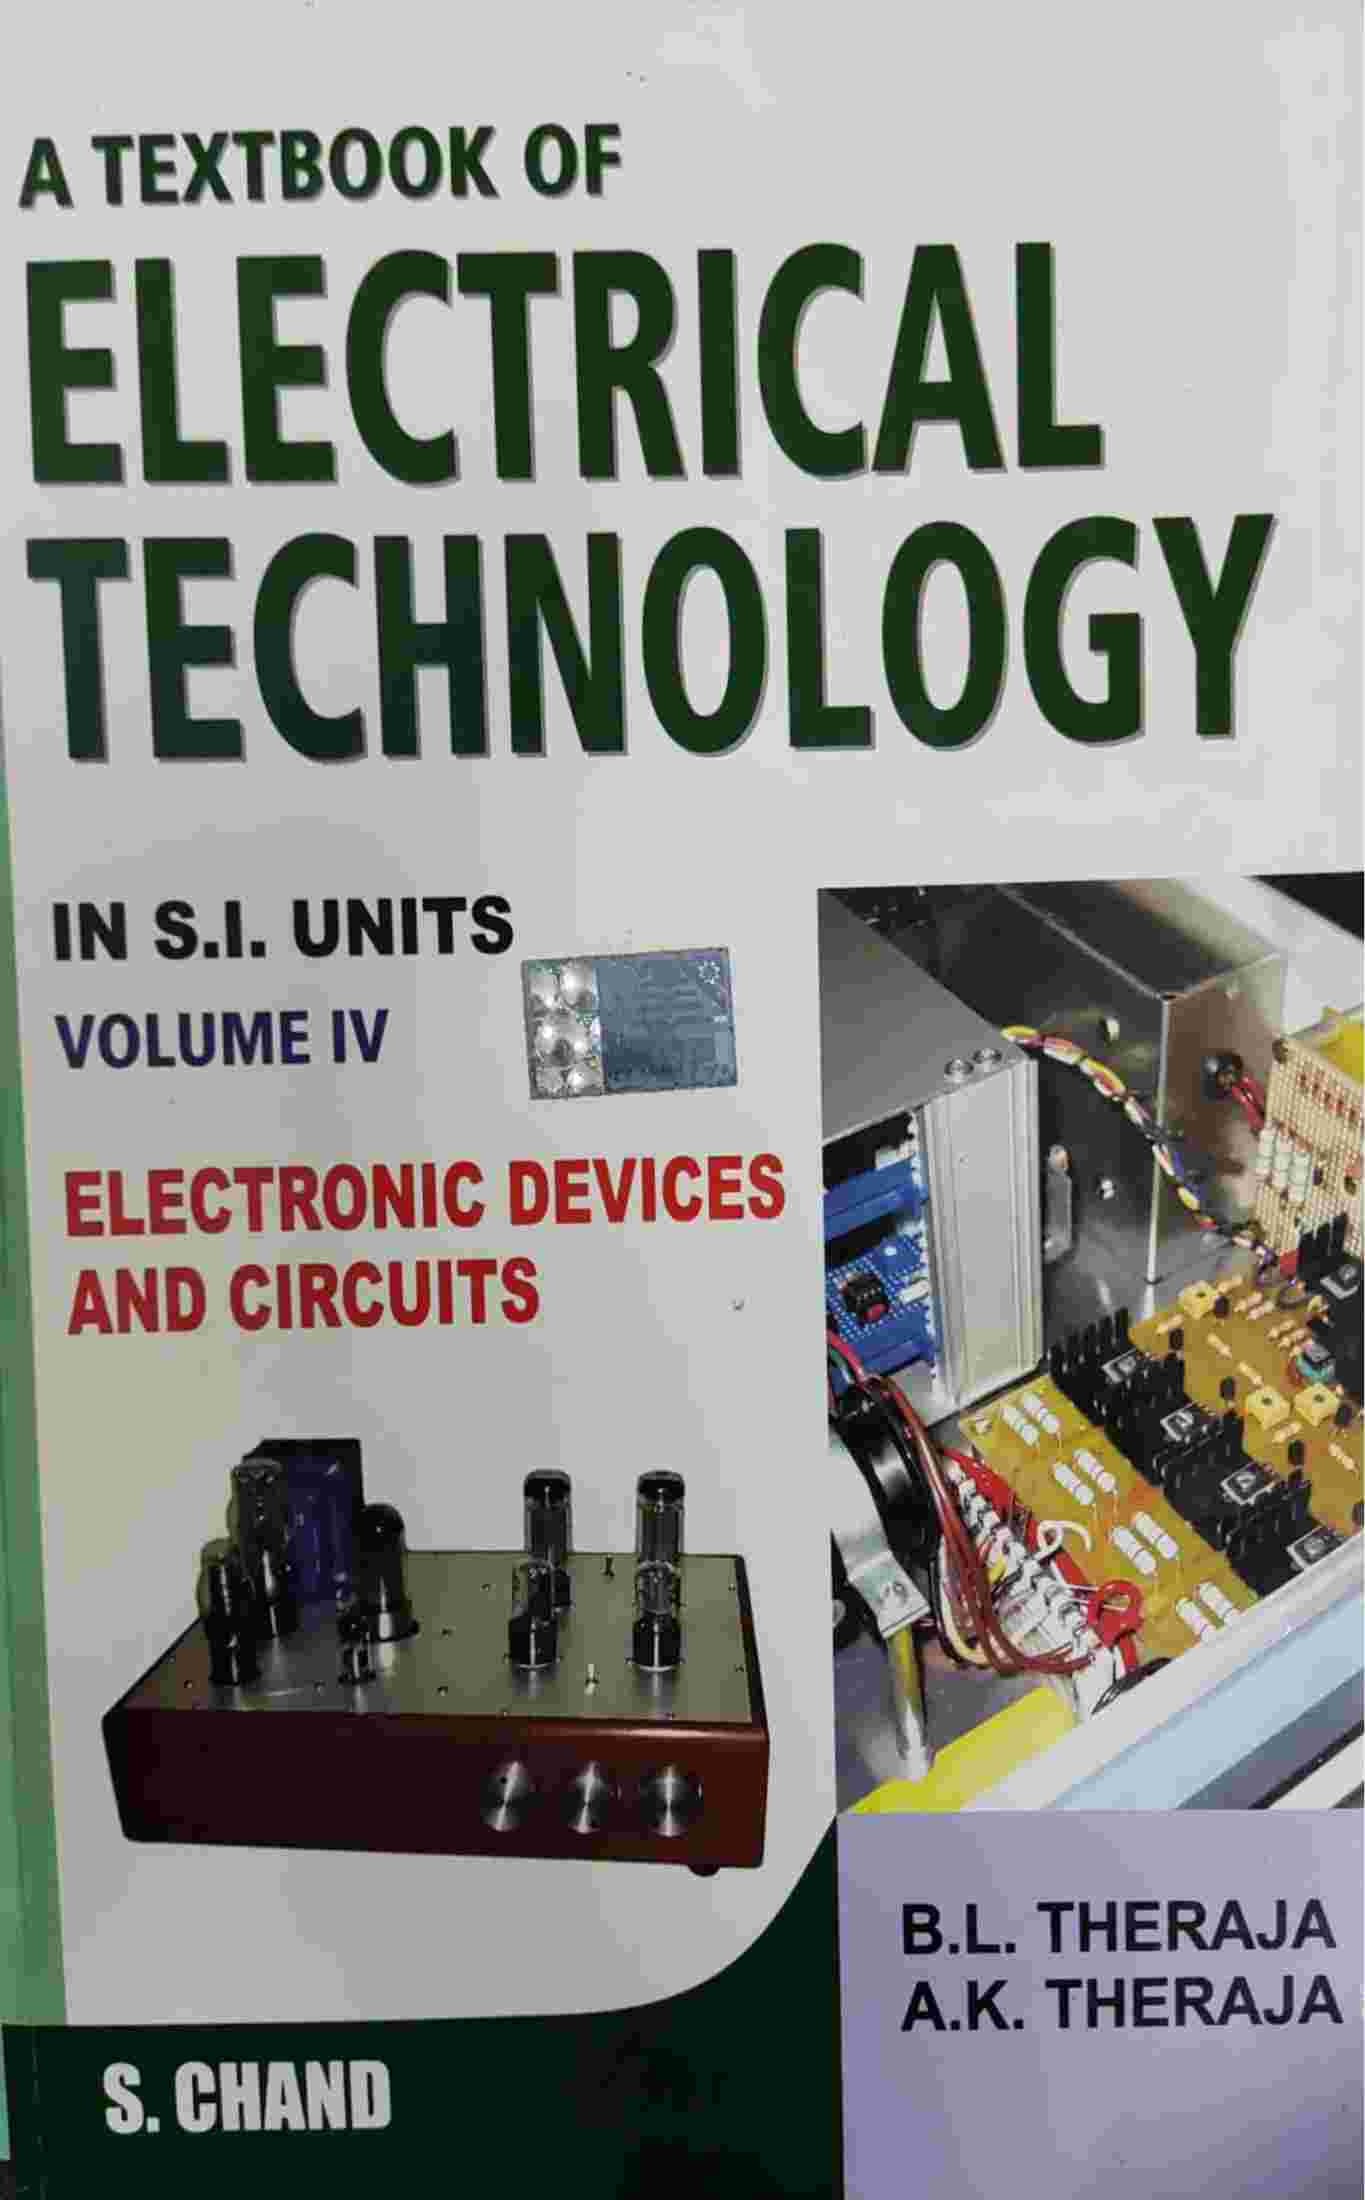 A TEXTBOOK OF
ELECTRICAL
TECHNOLOGY
IN S.I. UNITS
VOLUME IV
ELECTRONIC DEVICES
AND CIRCUITS
B.L. THERAJA
A.K. THERAJA
S. CHAND